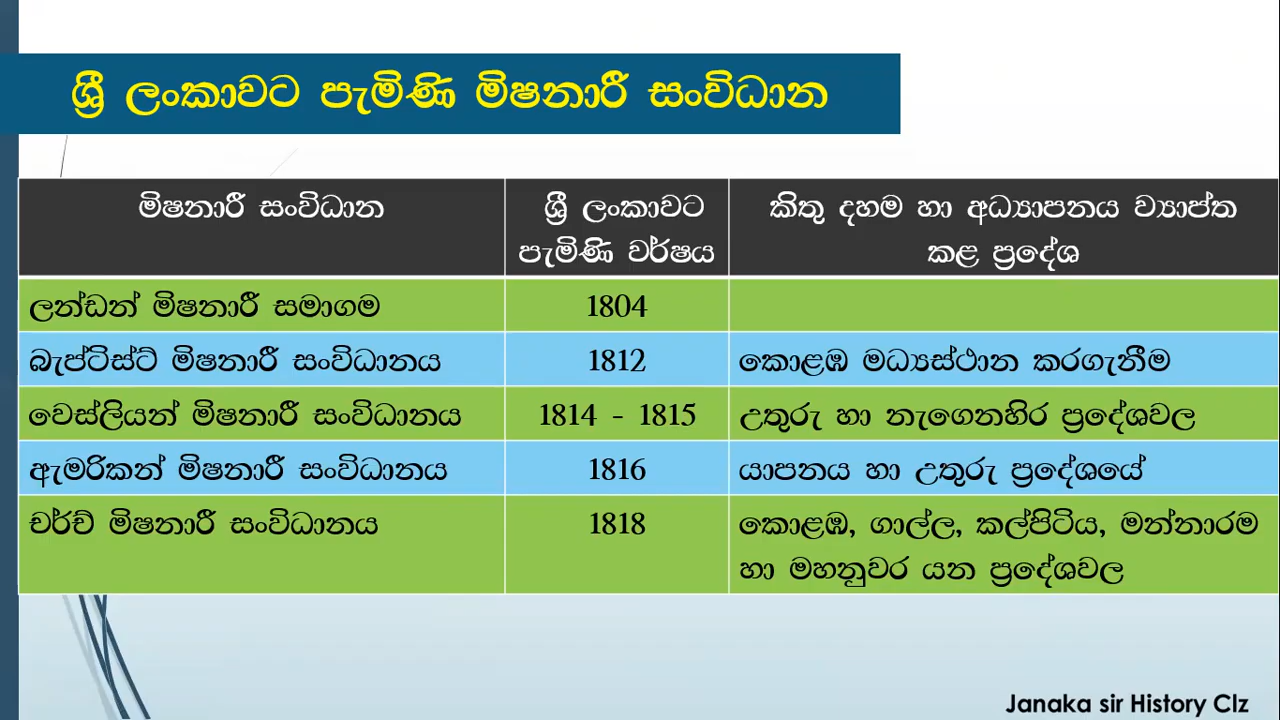 ශ්‍රී ලංකාවට පැමිණි මිෂනාරී සංවිධාන
මිෂනාරී සංවිධාන
ශ්‍රී ලංකාවට
පැමිණි වර්ෂය
කිතු දහම හා අධ්‍යාපනය ව්‍යාප්ත
කළ ප්‍රදේශ
ලන්ඩන් මිෂනාරී සමාගම 1804
බැප්ටිස්ට් මිෂනාරී සංවිධානය 1812 කොළඹ මධ්‍යස්ථාන කරගැනීම
වෙස්ලියන් මිෂනාරී සංවිධානය 1814 - 1815 උතුරු හා නැගෙනහිර ප්‍රදේශවල
ඇමරිකන් මිෂනාරී සංවිධානය 1816 යාපනය හා උතුරු ප්‍රදේශයේ
චර්ච් මිෂනාරී සංවිධානය 1818 කොළඹ, ගාල්ල, කල්පිටිය, මන්නාරම
හා මහනුවර යන ප්‍රදේශවල
Janaka sir History Clz